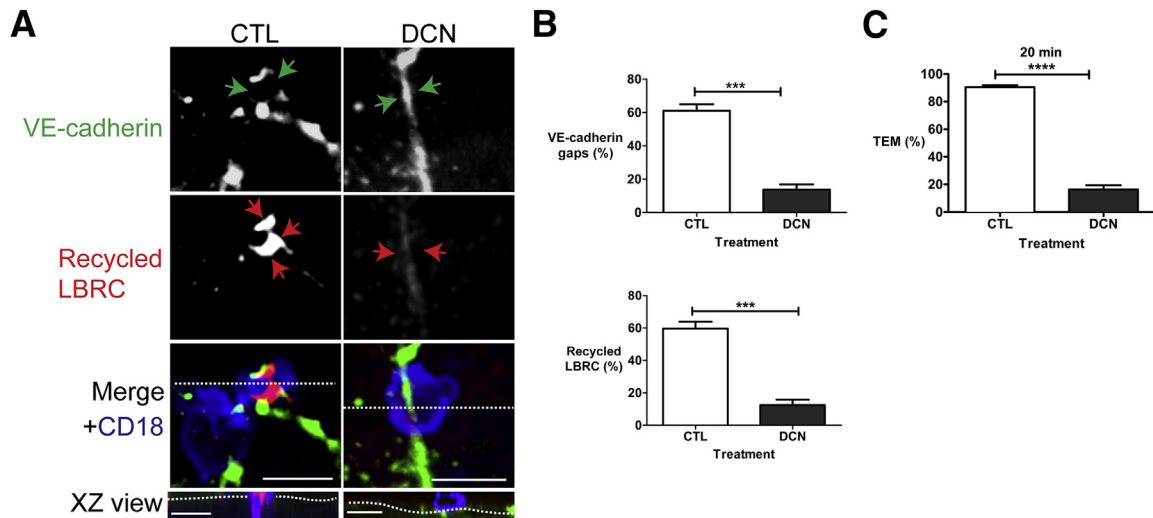 A
CTL
DCN
VE-cadherin
Recycled
LBRC
Merge
+CD18
XZ view
B
***
80
60
40
20
0
VE-cadherin
gaps (%)
CTL
DCN
Treatment
***
80
60
40
20
0
Recycled
LBRC (%)
CTL
DCN
Treatment
C
20 min
****
100
80
60
40
20
0
TEM (%)
CTL
DCN
Treatment